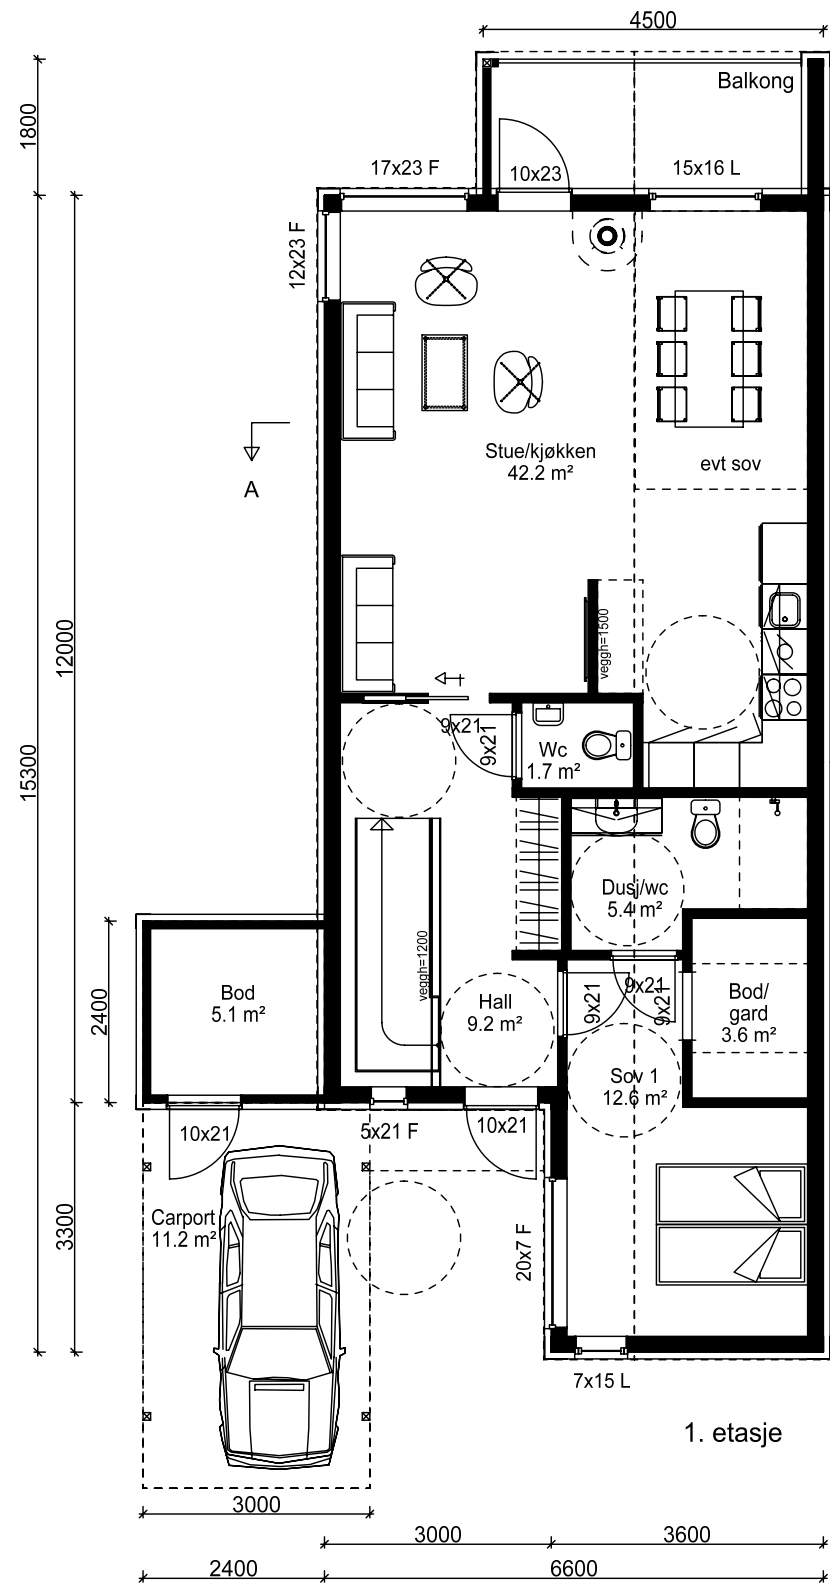 4500
Balkong
1800
17x23 F
10x23
15x16 L
12x23 F
Stue/kjøkken
42.2 m²
evt sov
A
12000
15300
veggh=1500
9x21
9x21
Wc
1.7 m²
Dusj/wc
5.4 m²
2400
Bod
5.1 m²
veggh=1200
Hall
9.2 m²
9x21
9x21
9x21
Bod/
gard
3.6 m²
Sov 1
12.6 m²
10x21
5x21 F
10x21
3300
Carport
11.2 m²
20x7 F
7x15 L
1. etasje
3000
3000
3600
2400
6600